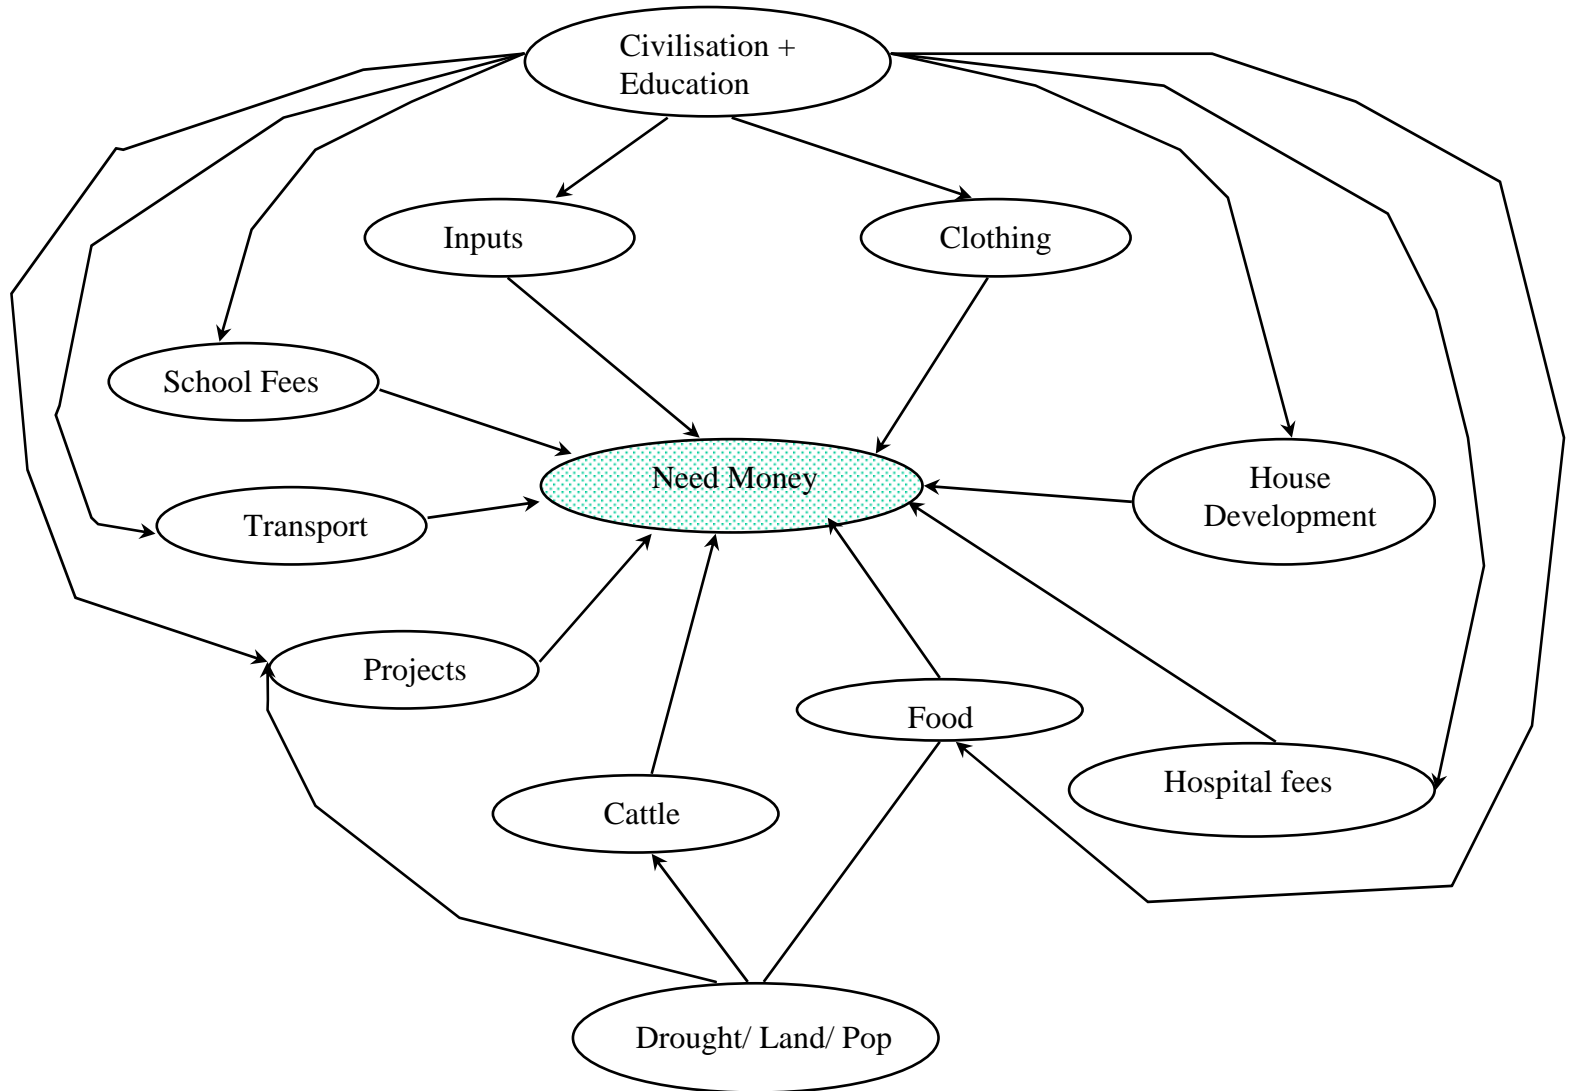 Civilisation +
Education
Inputs
Clothing
School Fees
Need Money
House
Development
Transport
Projects
Food
Hospital fees
Cattle
Drought/ Land/ Pop